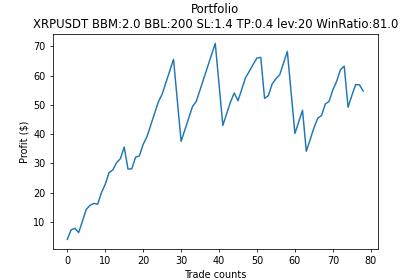 Portfolio
XRPUSDT BBM:2.0 BBL:200 SL:1.4 TP:0.4 lev:20 WinRatio:81.0
70
60
50
40
30
20
10
Profit ($)
0 10 20 30 40 50 60 70 80
Trade counts